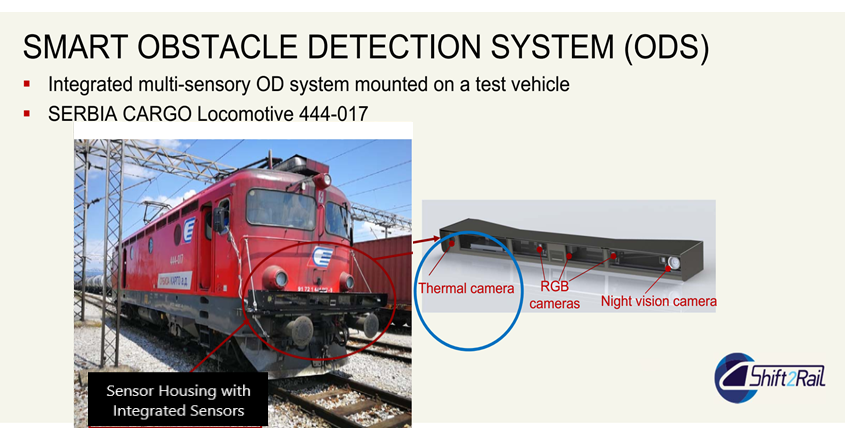 SMART OBSTACLE DETECTION SYSTEM (ODS)
Integrated multi-sensory OD system mounted on a test vehicle
SERBIA CARGO Locomotive 444-017
444-017
Thermal camera
RGB
cameras
Night vision camera
Sensor Housing with
Integrated Sensors
Shift2Rail